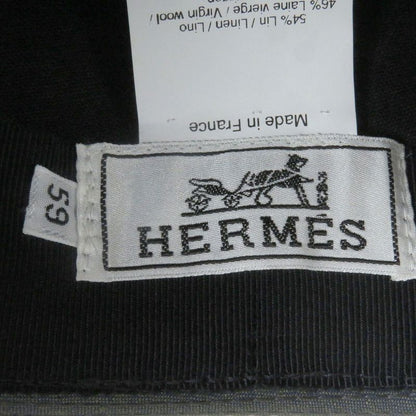 54% Lin / Linen / Lino
46% Laine vierge / Virgin wool /
Made in France
59
HERMÈS